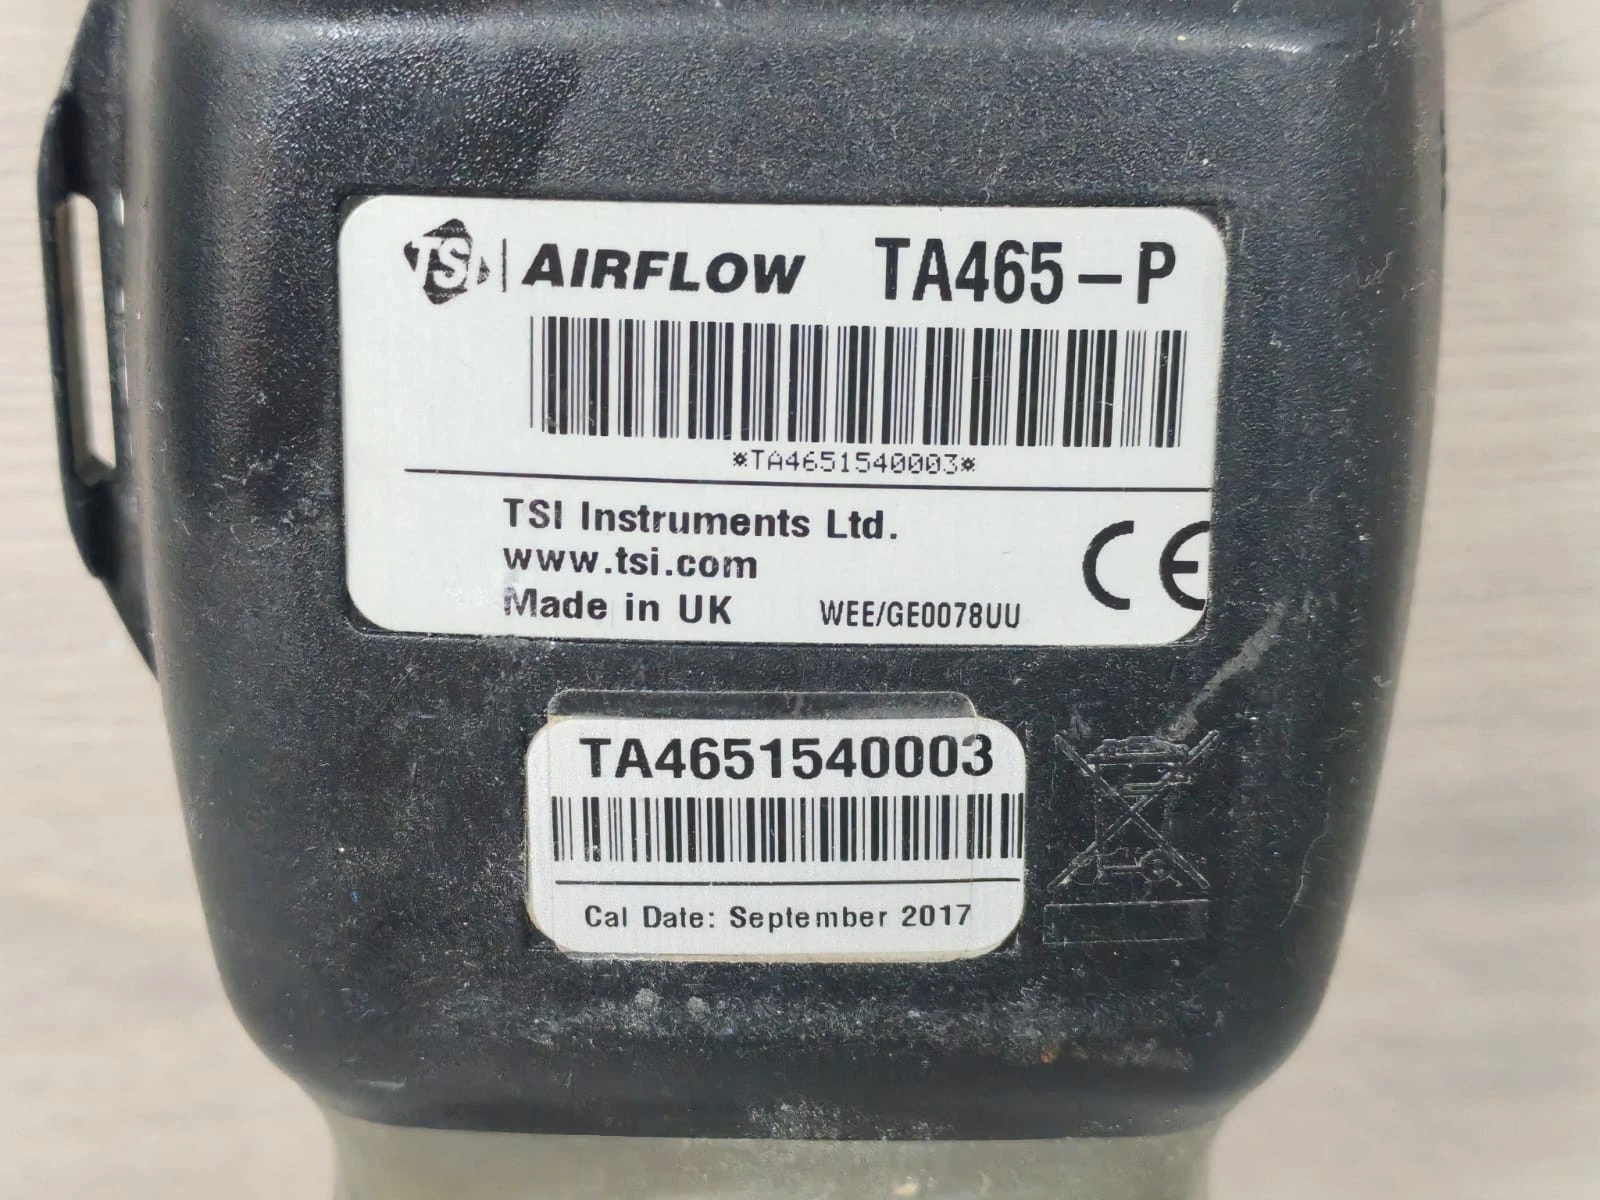 TSI AIRFLOW TA465-P
*TA4651540003*
TSI Instruments Ltd.
www.tsi.com
Made in UK WEE/GE0078UU
CE
TA4651540003
Cal Date: September 2017